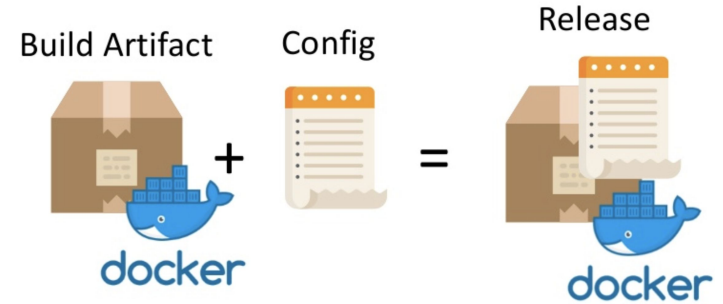 Build Artifact
+
Config
=
Release
docker
docker